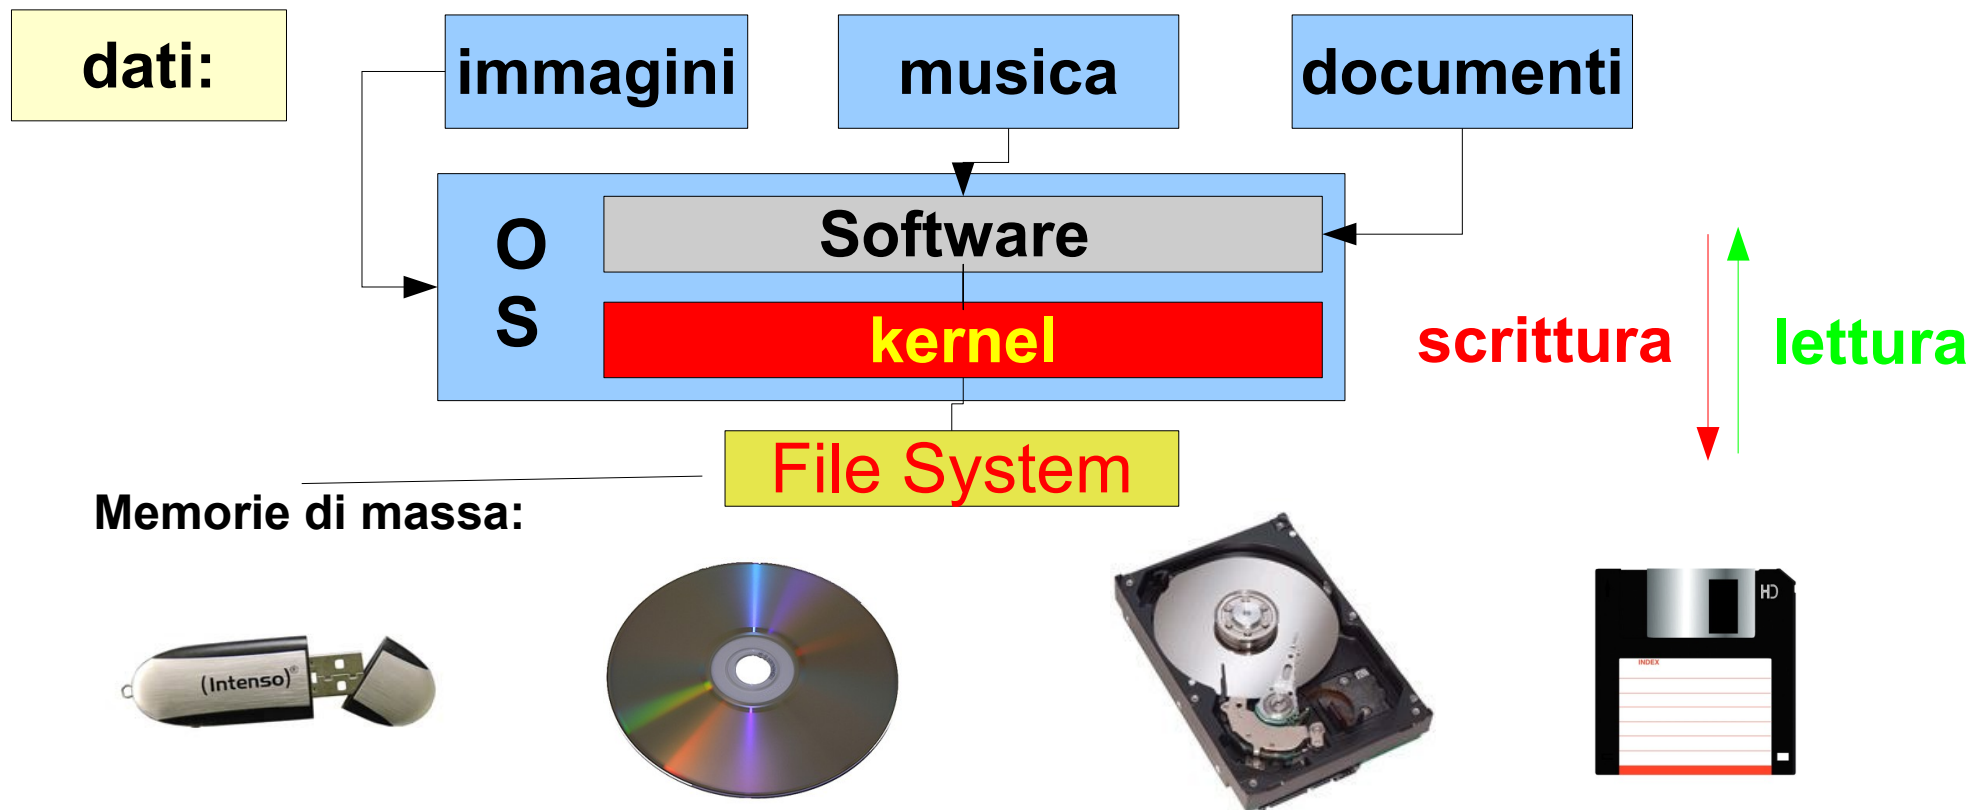 dati:
immagini
musica
documenti
O
S
Software
kernel
scrittura
lettura
File System
Memorie di massa:
(Intenso)®
HD
INDEX